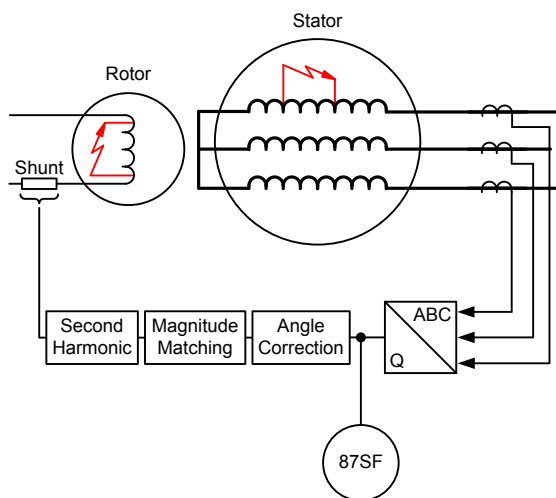 Stator
Rotor
Shunt
Second
Harmonic
Magnitude
Matching
Angle
Correction
ABC
Q
87SF